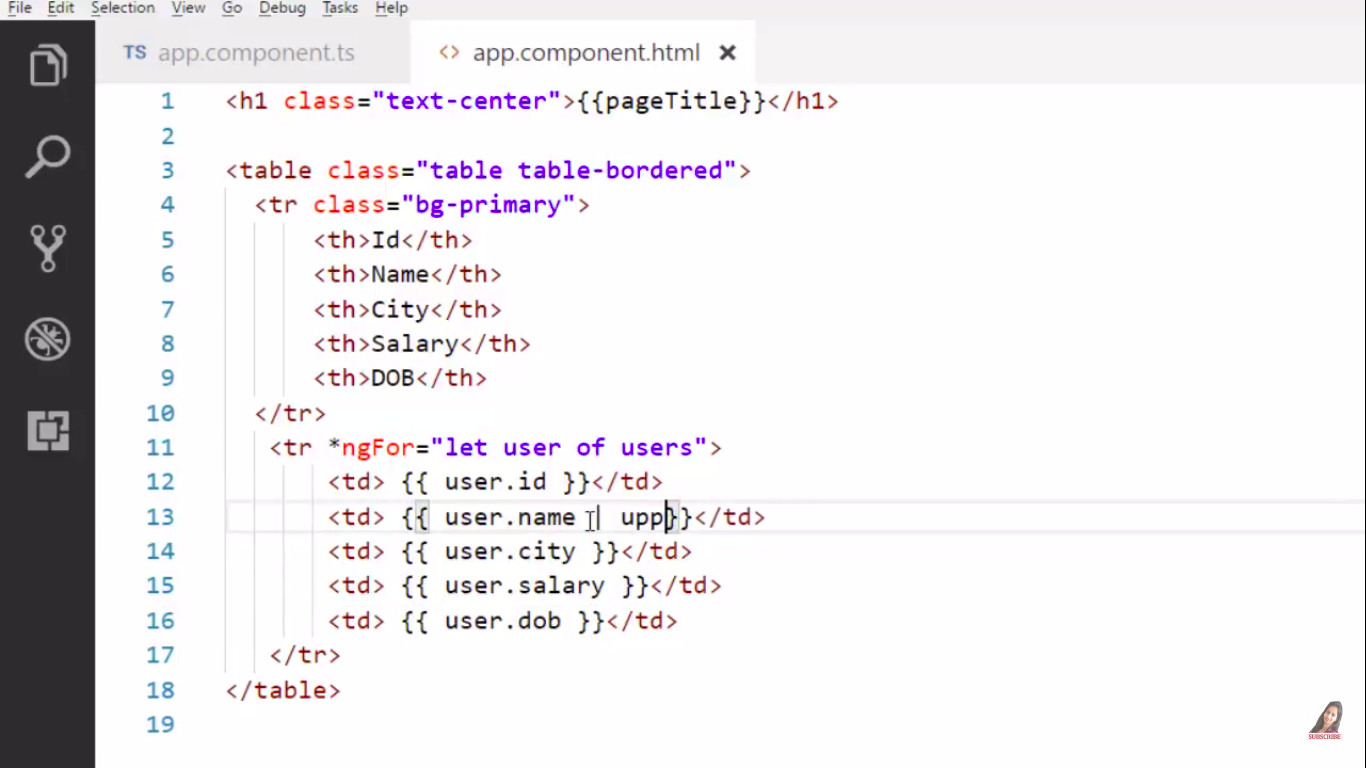 File Edit Selection View Go Debug Tasks Help
TS app.component.ts <> app.component.html ×
1 <h1 class="text-center">{{pageTitle}}</h1>
2
3 <table class="table table-bordered">
4 <tr class="bg-primary">
5 <th>Id</th>
6 <th>Name</th>
7 <th>City</th>
8 <th>Salary</th>
9 <th>DOB</th>
10 </tr>
11 <tr *ngFor="let user of users">
12 <td> {{ user.id }}</td>
13 <td> {{ user.name | upp}}</td>
14 <td> {{ user.city }}</td>
15 <td> {{ user.salary }}</td>
16 <td> {{ user.dob }}</td>
17 </tr>
18 </table>
19
SUBSCRIBE